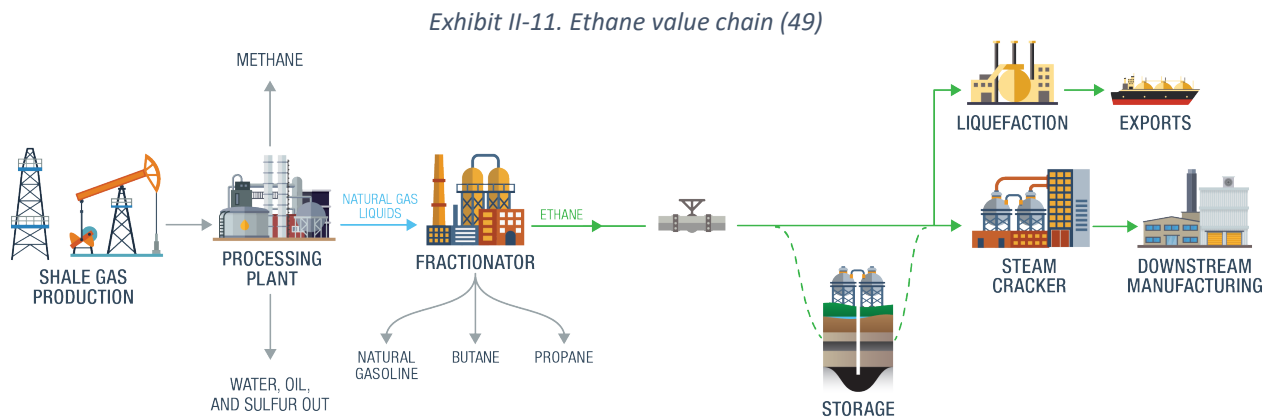 Exhibit II-11. Ethane value chain (49)
METHANE
SHALE GAS
PRODUCTION
PROCESSING
PLANT
WATER, OIL,
AND SULFUR OUT
NATURAL GAS
LIQUIDS
FRACTIONATOR
NATURAL
GASOLINE
BUTANE
PROPANE
ETHANE
STORAGE
LIQUEFACTION
EXPORTS
STEAM
CRACKER
DOWNSTREAM
MANUFACTURING